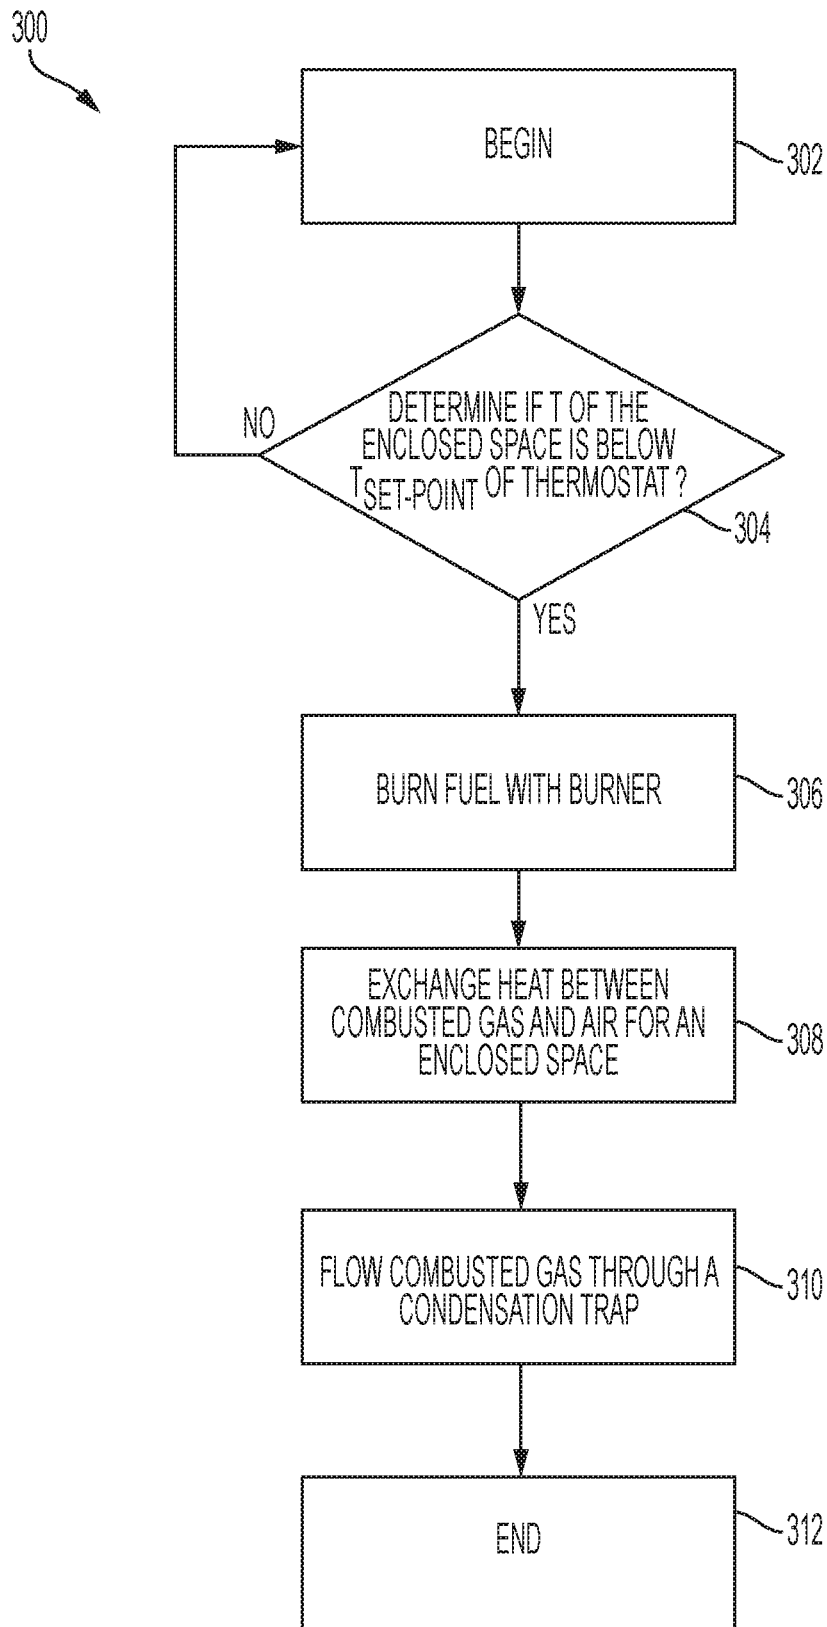 300
BEGIN
302
NO
DETERMINE IF T OF THE
ENCLOSED SPACE IS BELOW
TSET-POINT OF THERMOSTAT ?
304
YES
BURN FUEL WITH BURNER
306
EXCHANGE HEAT BETWEEN
COMBUSTED GAS AND AIR FOR AN
ENCLOSED SPACE
308
FLOW COMBUSTED GAS THROUGH A
CONDENSATION TRAP
310
END
312